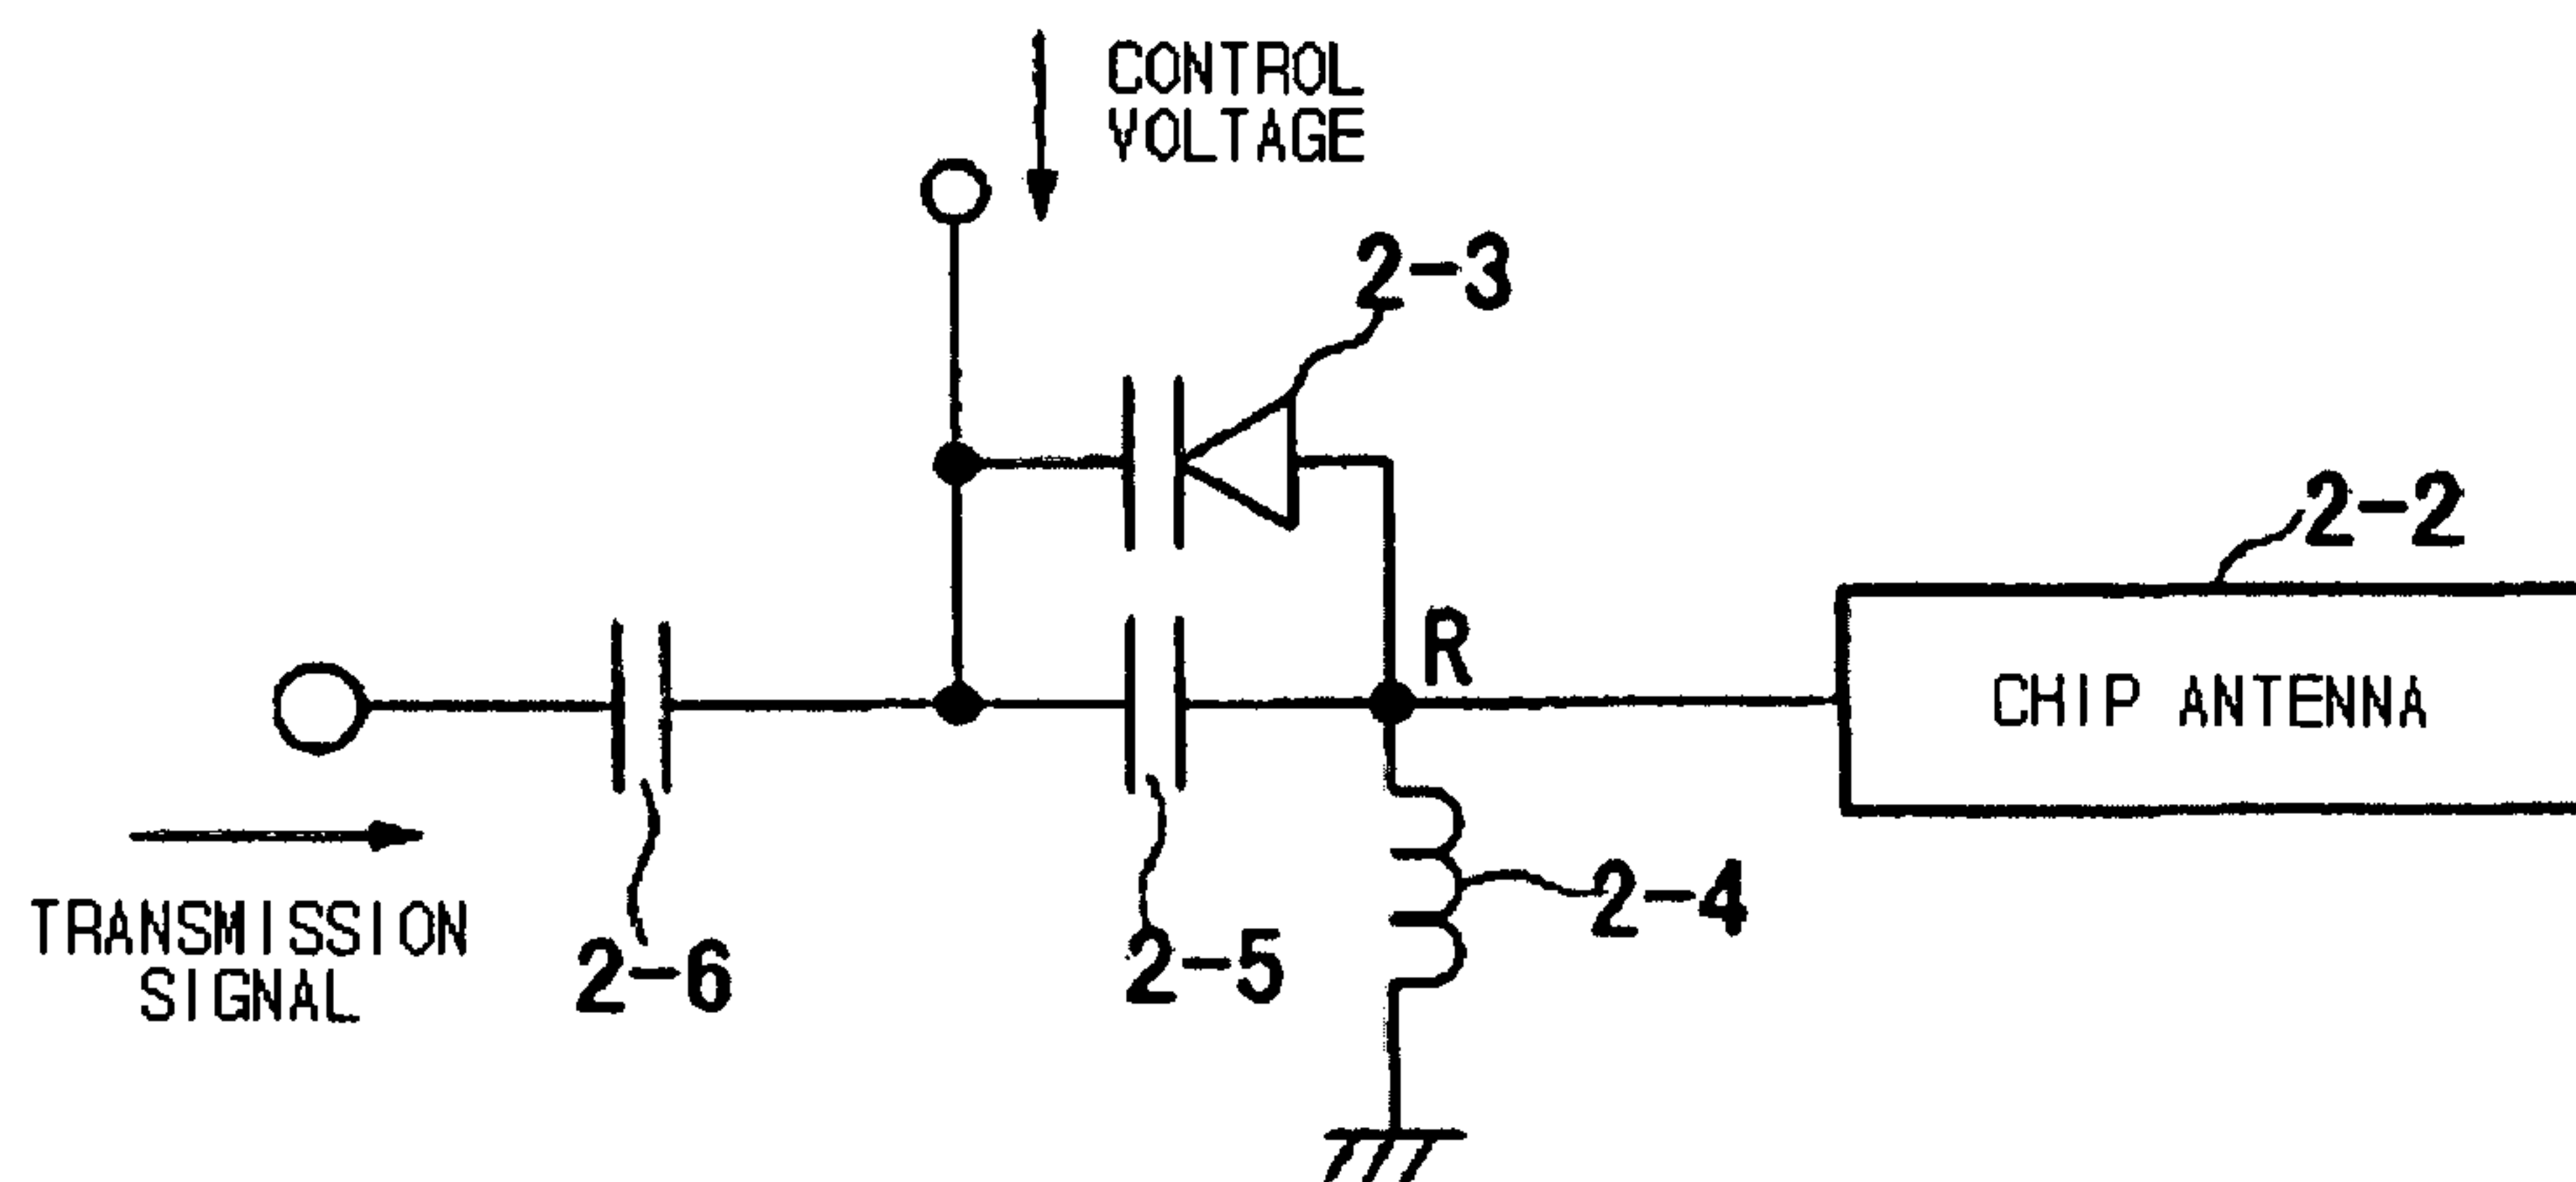 CONTROL
VOLTAGE
2-3
2-2
R
CHIP ANTENNA
2-4
TRANSMISSION
SIGNAL
2-6
2-5